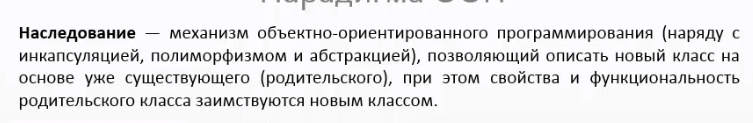 Наследование — механизм объектно-ориентированного программирования (наряду с
инкапсуляцией, полиморфизмом и абстракцией), позволяющий описать новый класс на
основе уже существующего (родительского), при этом свойства и функциональность
родительского класса заимствуются новым классом.